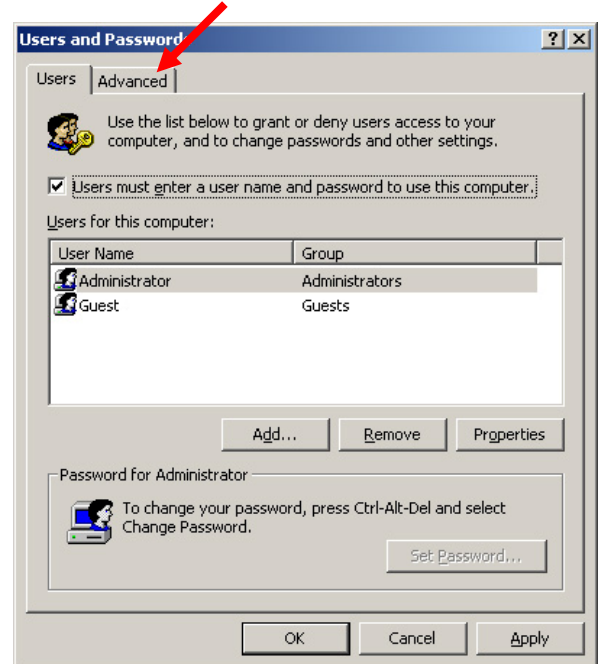 Users and Password
Users Advanced
Use the list below to grant or deny users access to your
computer, and to change passwords and other settings.
Users must enter a user name and password to use this computer.
Users for this computer:
User Name Group
Administrator Administrators
Guest Guests
Add... Remove Properties
Password for Administrator
To change your password, press Ctrl-Alt-Del and select
Change Password.
Set Password...
OK Cancel Apply